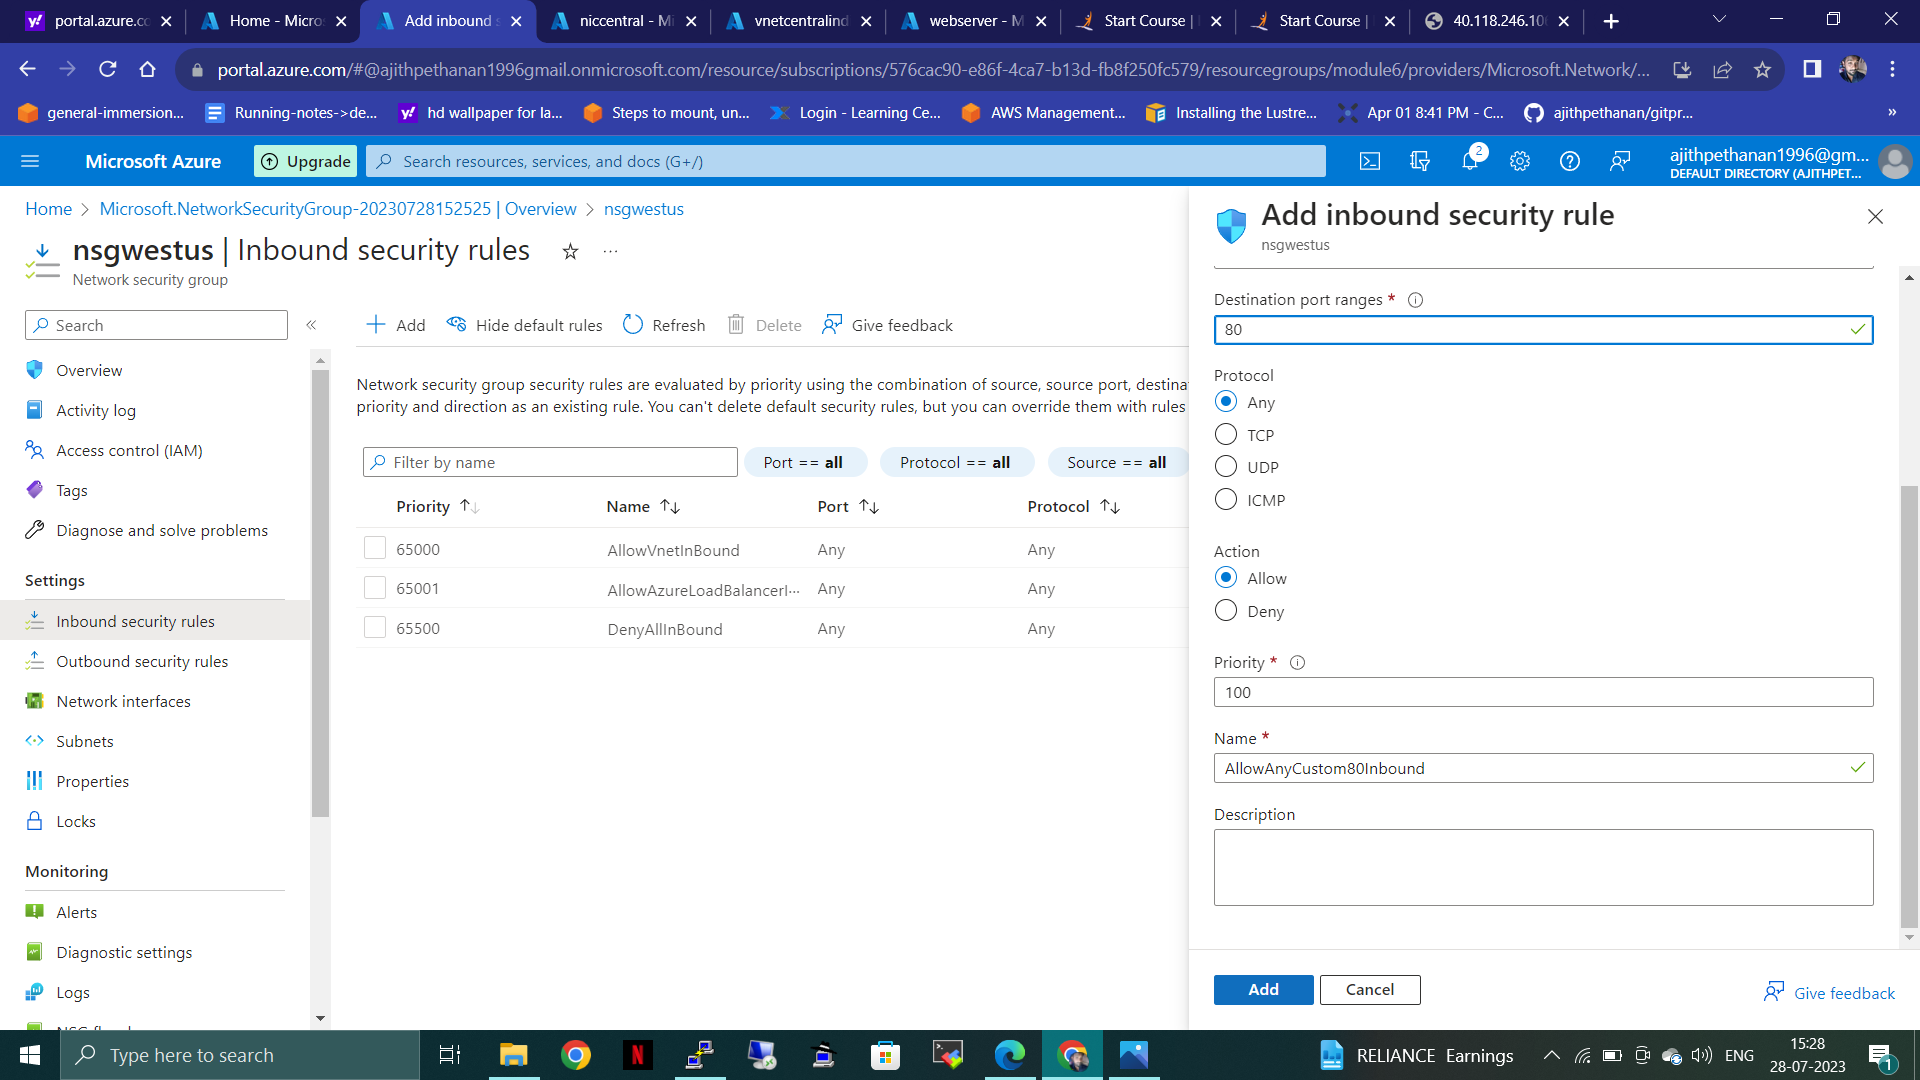 portal.azure.co
Home - Micros
Add inbound s
niccentral - Mi
vnetcentralind
webserver - M
Start Course |
Start Course |
40.118.246.10
portal.azure.com/#@ajithpethanan1996gmail.onmicrosoft.com/resource/subscriptions/576cac90-e86f-4ca7-b13d-fb8f250fc579/resourcegroups/module6/providers/Microsoft.Network/...
general-immersion...
Running-notes->de...
hd wallpaper for la...
Steps to mount, un...
Login - Learning Ce...
AWS Management...
Installing the Lustre...
Apr 01 8:41 PM - C...
ajithpethanan/gitpr...
»
Microsoft Azure
Upgrade
Search resources, services, and docs (G+/)
2
ajithpethanan1996@gm...
DEFAULT DIRECTORY (AJITHPET...
Home > Microsoft.NetworkSecurityGroup-20230728152525 | Overview > nsgwestus
nsgwestus | Inbound security rules
...
Network security group
Search
«
Overview
Activity log
Access control (IAM)
Tags
Diagnose and solve problems
Settings
Inbound security rules
Outbound security rules
Network interfaces
Subnets
Properties
Locks
Monitoring
Alerts
Diagnostic settings
Logs
Add
Hide default rules
Refresh
Delete
Give feedback
Network security group security rules are evaluated by priority using the combination of source, source port, destina
priority and direction as an existing rule. You can't delete default security rules, but you can override them with rules
Filter by name
Port == all
Protocol == all
Source == all
Priority ↑↓ Name ↑↓ Port ↑↓ Protocol ↑↓
65000 AllowVnetInBound Any Any
65001 AllowAzureLoadBalancerI... Any Any
65500 DenyAllInBound Any Any
Add inbound security rule
nsgwestus
Destination port ranges *
80
Protocol
Any
TCP
UDP
ICMP
Action
Allow
Deny
Priority *
100
Name *
AllowAnyCustom80Inbound
Description
Add
Cancel
Give feedback
Type here to search
RELIANCE Earnings
ENG
15:28
28-07-2023
1